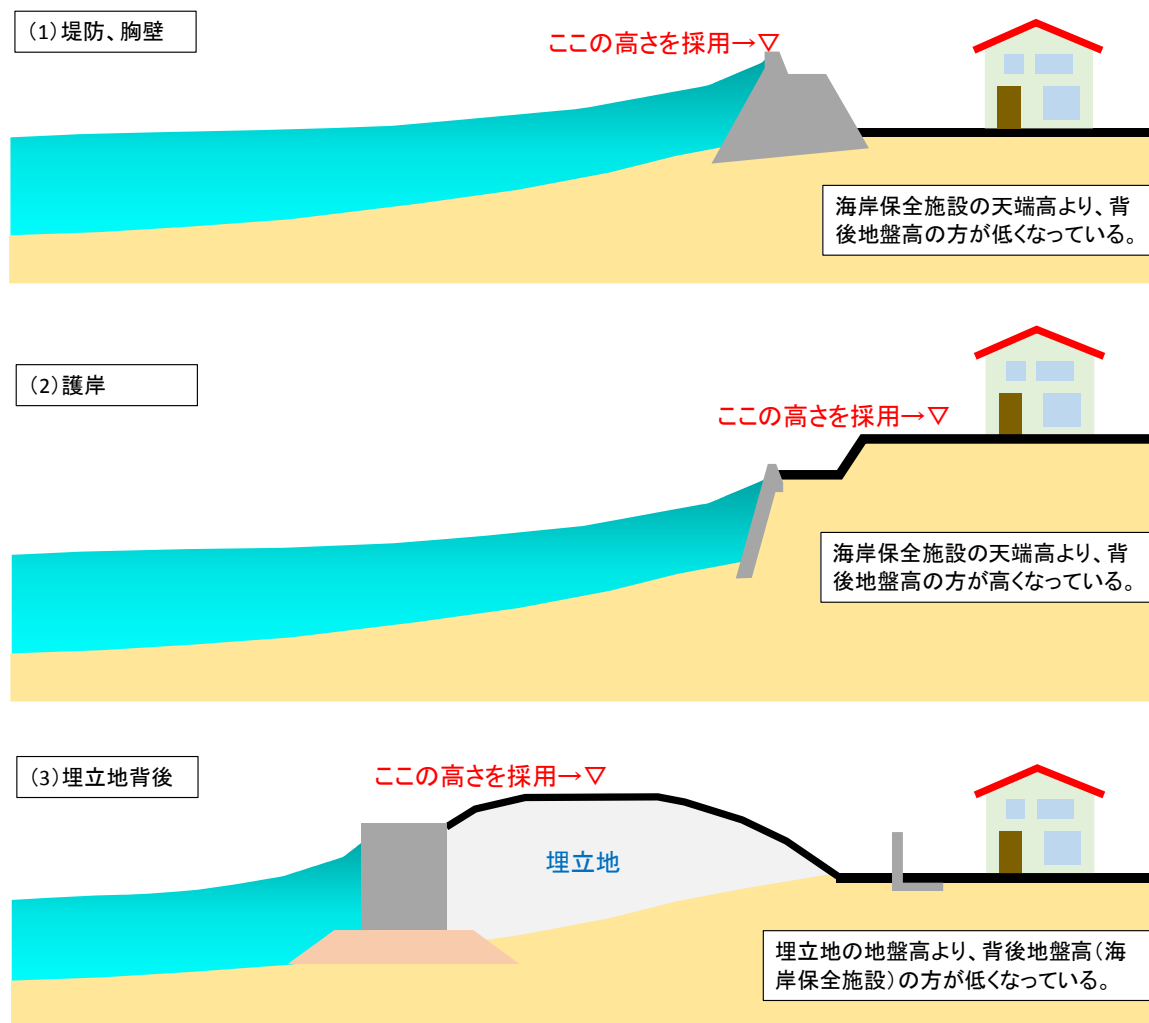 (1)堤防、胸壁
ここの高さを採用→▽
海岸保全施設の天端高より、背
後地盤高の方が低くなっている。
(2)護岸
ここの高さを採用→▽
海岸保全施設の天端高より、背
後地盤高の方が高くなっている。
(3)埋立地背後
ここの高さを採用→▽
埋立地
埋立地の地盤高より、背後地盤高(海
岸保全施設)の方が低くなっている。